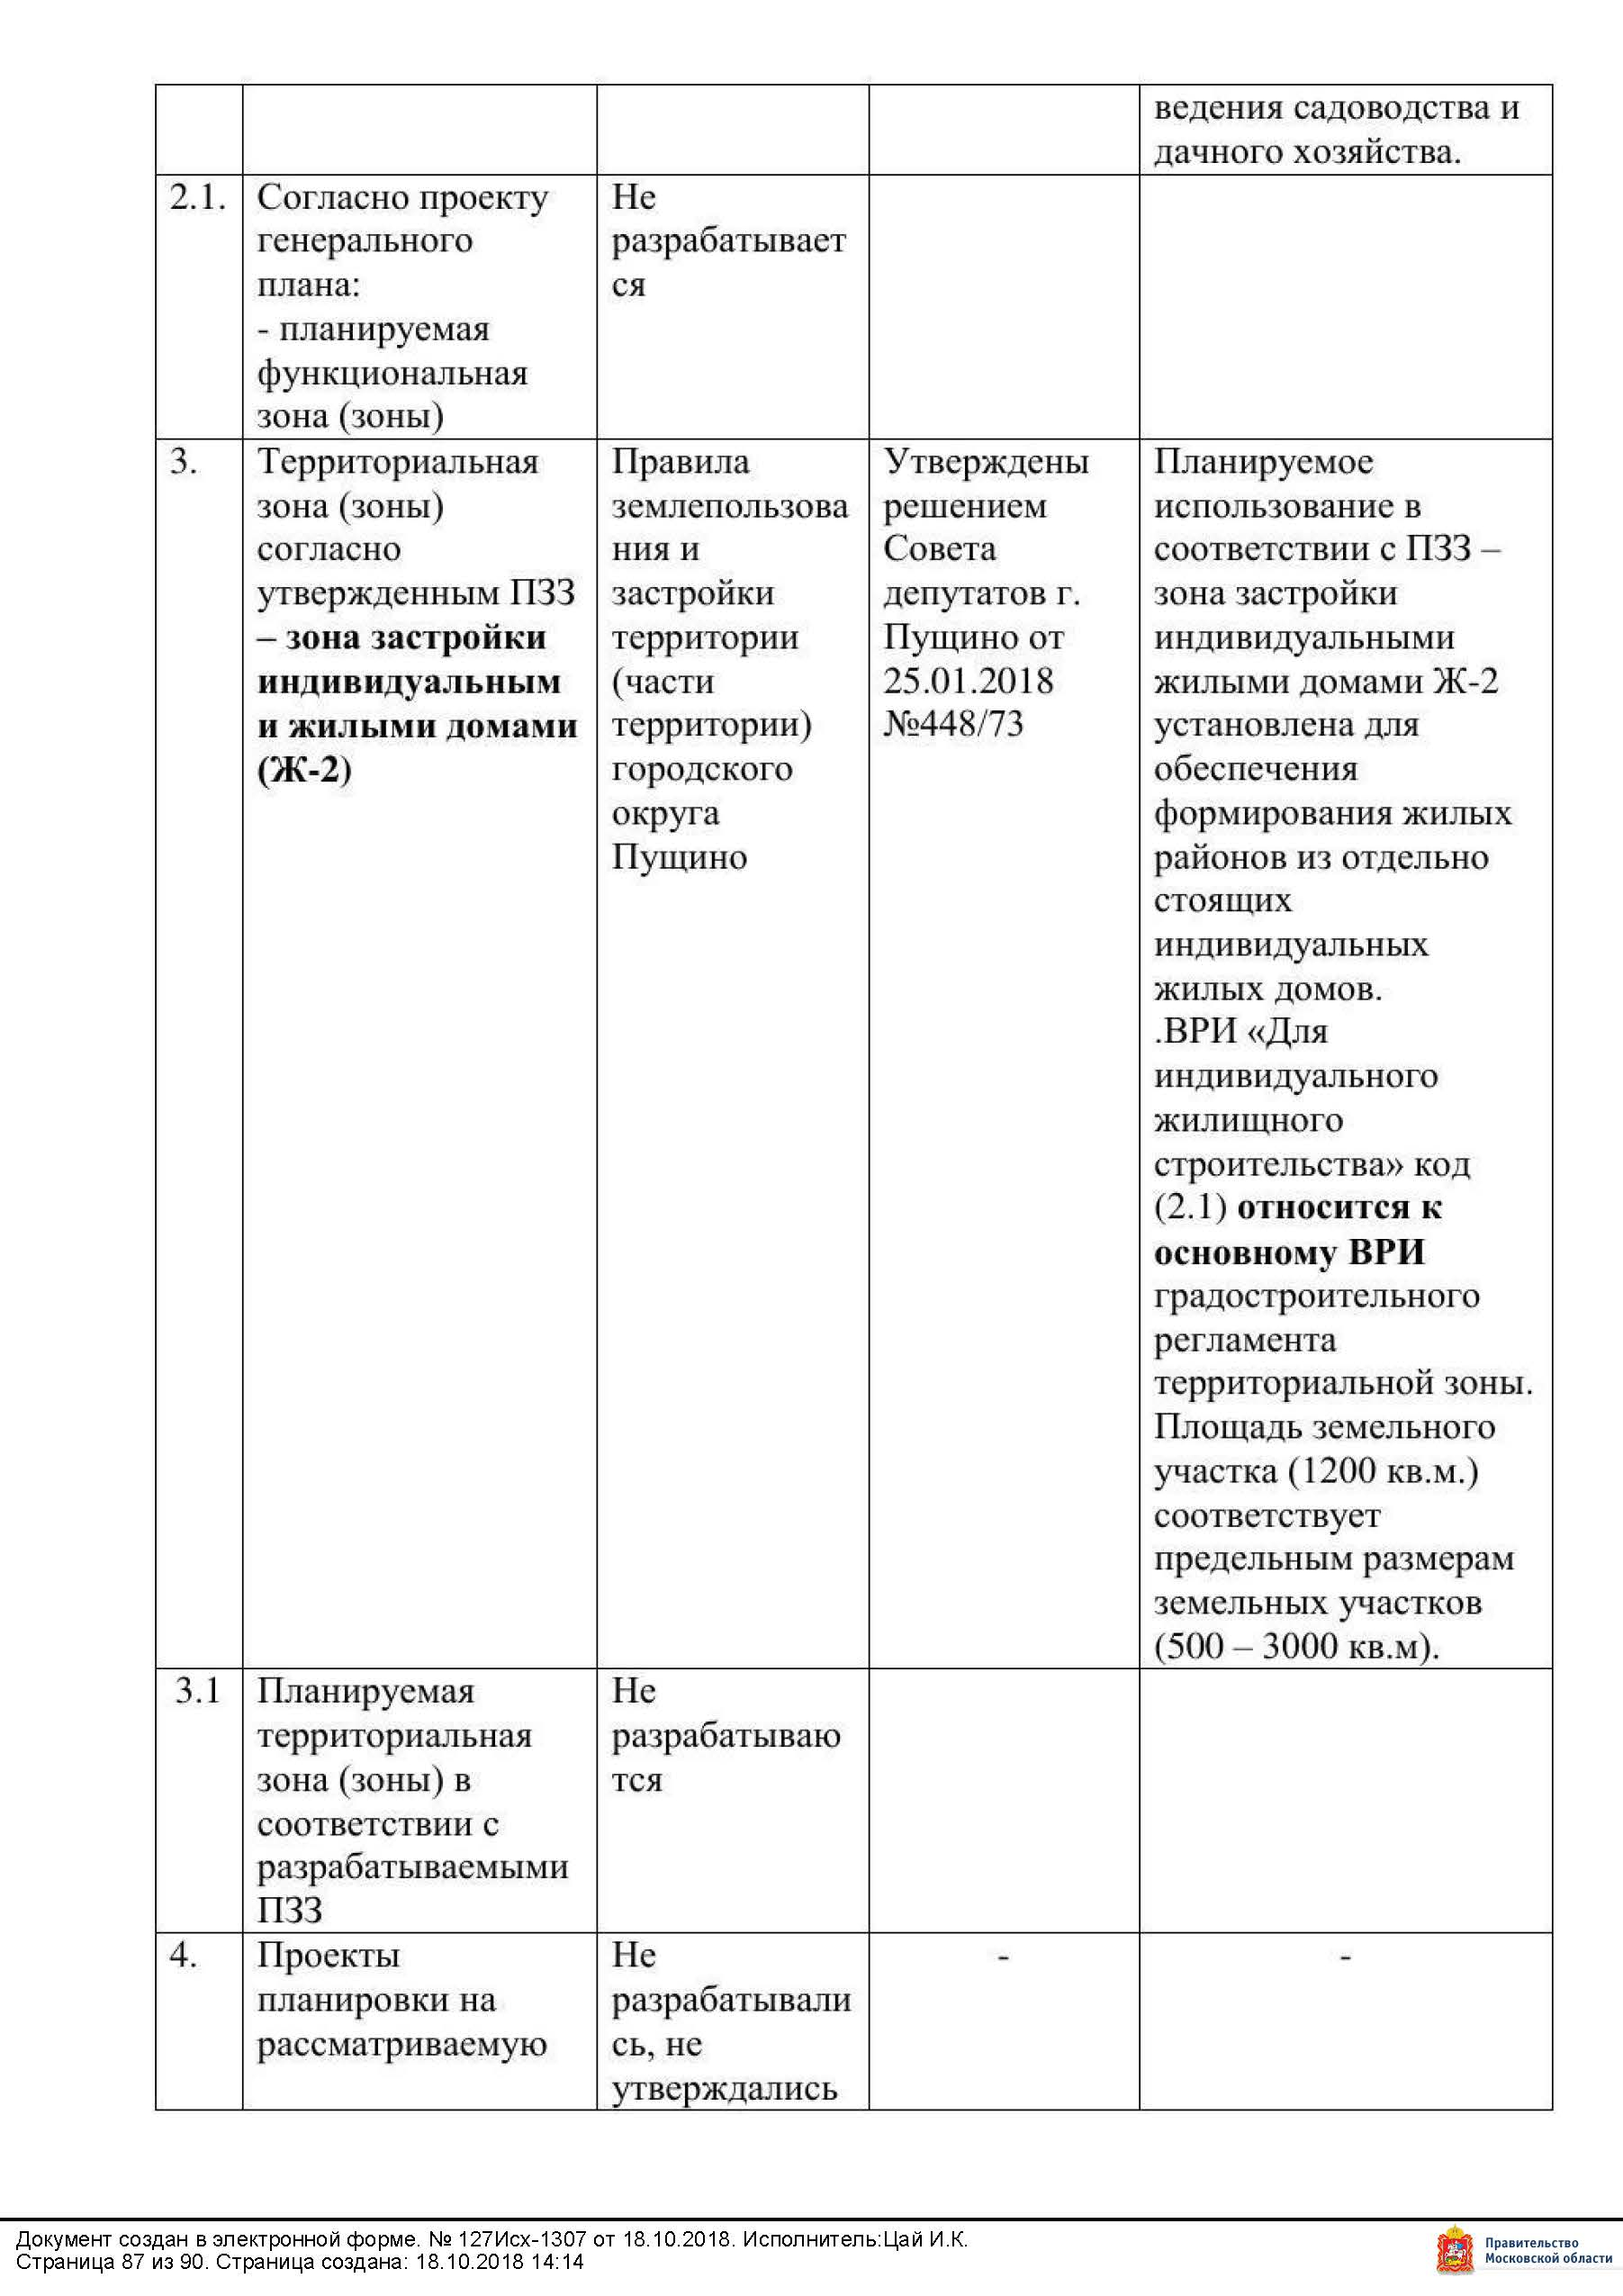 ведения садоводства и
дачного хозяйства.
2.1.
Согласно проекту
генерального
плана:
- планируемая
функциональная
зона (зоны)
Не
разрабатывает
ся
3.
Территориальная
зона (зоны)
согласно
утвержденным ПЗЗ
– зона застройки
индивидуальным
и жилыми домами
(Ж-2)
Правила
землепользова
ния и
застройки
территории
(части
территории)
городского
округа
Пущино
Утверждены
решением
Совета
депутатов г.
Пущино от
25.01.2018
№448/73
Планируемое
использование в
соответствии с ПЗЗ –
зона застройки
индивидуальными
жилыми домами Ж-2
установлена для
обеспечения
формирования жилых
районов из отдельно
стоящих
индивидуальных
жилых домов.
.ВРИ «Для
индивидуального
жилищного
строительства» код
(2.1) относится к
основному ВРИ
градостроительного
регламента
территориальной зоны.
Площадь земельного
участка (1200 кв.м.)
соответствует
предельным размерам
земельных участков
(500 – 3000 кв.м).
3.1
Планируемая
территориальная
зона (зоны) в
соответствии с
разрабатываемыми
ПЗЗ
Не
разрабатываю
тся
4.
Проекты
планировки на
рассматриваемую
Не
разрабатывали
сь, не
утверждались
-
-
Документ создан в электронной форме. № 127Исх-1307 от 18.10.2018. Исполнитель:Цай И.К.
Страница 87 из 90. Страница создана: 18.10.2018 14:14
Правительство
Московской области